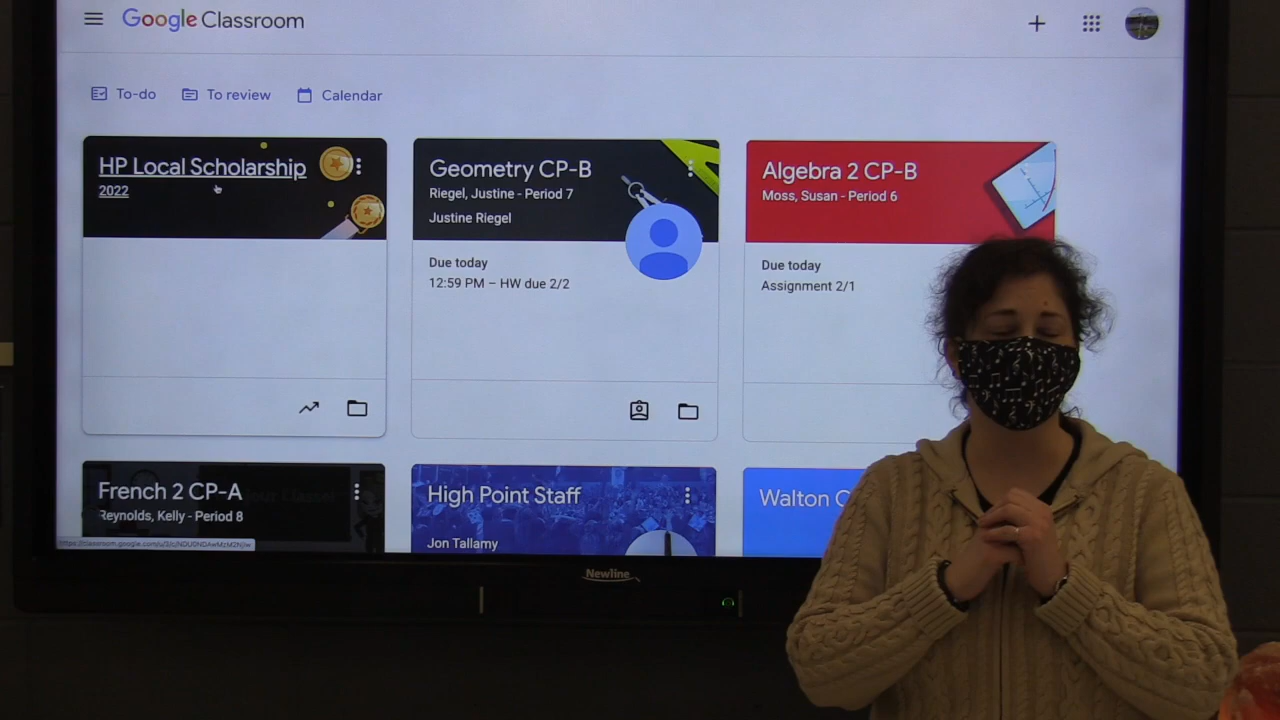 Google Classroom
To-do
To review
Calendar
HP Local Scholarship
2022
Geometry CP-B
Riegel, Justine - Period 7
Justine Riegel
Due today
12:59 PM – HW due 2/2
Algebra 2 CP-B
Moss, Susan - Period 6
Due today
Assignment 2/1
French 2 CP-A
Reynolds, Kelly - Period 8
High Point Staff
Jon Tallamy
Walton
Newline